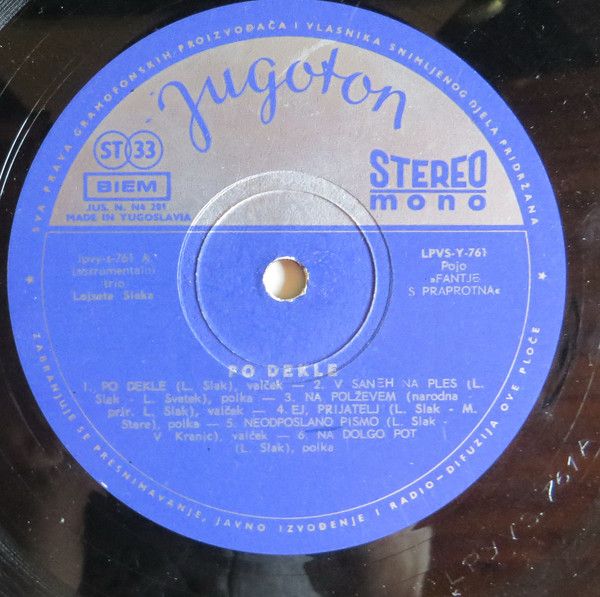 SVA PRAVA GRAMOFONSKIH PROIZVOĐAČA I VLASNIKA SNIMLJENOG DJELA PRIDRŽANA
Jugoton
ST 33
BIEM
JUS. N. N4 201
MADE IN YUGOSLAVIA
STEREO
mono
lpvy-s-761 A
instrumentalni
trio
Lojzeta Slaka
LPVS-Y-761
Pojo
»FANTJE
S PRAPROTNA«
PO DEKLE
1. PO DEKLE (L. Slak), valček — 2. V SANEH NA PLES (L.
Slak - L. Svetek), polka — 3. NA POLŽEVEM (narodna -
prir. L. Slak), valček — 4. EJ, PRIJATELJ (L. Slak - M.
Stare), polka — 5. NEODPOSLANO PISMO (L. Slak -
V Krenic), valček — 6. NA DOLGO POT
(L. Slak), polka
ZABRANJUJE SE PRESNIMAVANJE, JAVNO IZVOĐENJE I RADIO-DIFUZIJA OVE PLOČE